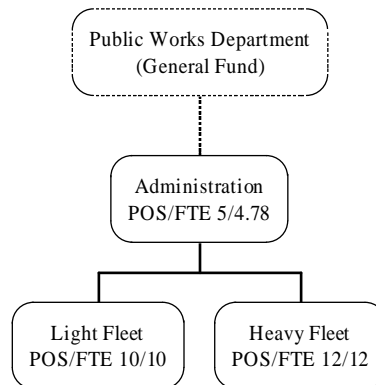 Public Works Department
(General Fund)
Administration
POS/FTE 5/4.78
Light Fleet
POS/FTE 10/10
Heavy Fleet
POS/FTE 12/12